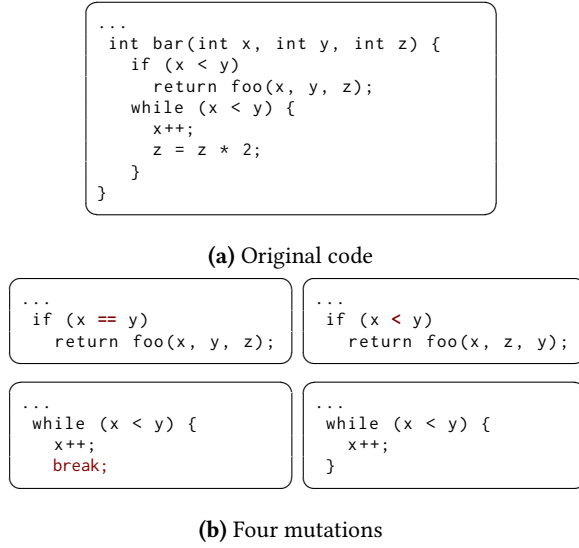 ...
int bar(int x, int y, int z) {
if (x < y)
return foo(x, y, z);
while (x < y) {
x++;
z = z * 2;
}
}
(a) Original code
...
if (x == y)
return foo(x, y, z);
...
if (x < y)
return foo(x, z, y);
...
while (x < y) {
x++;
break;
...
while (x < y) {
x++;
}
(b) Four mutations